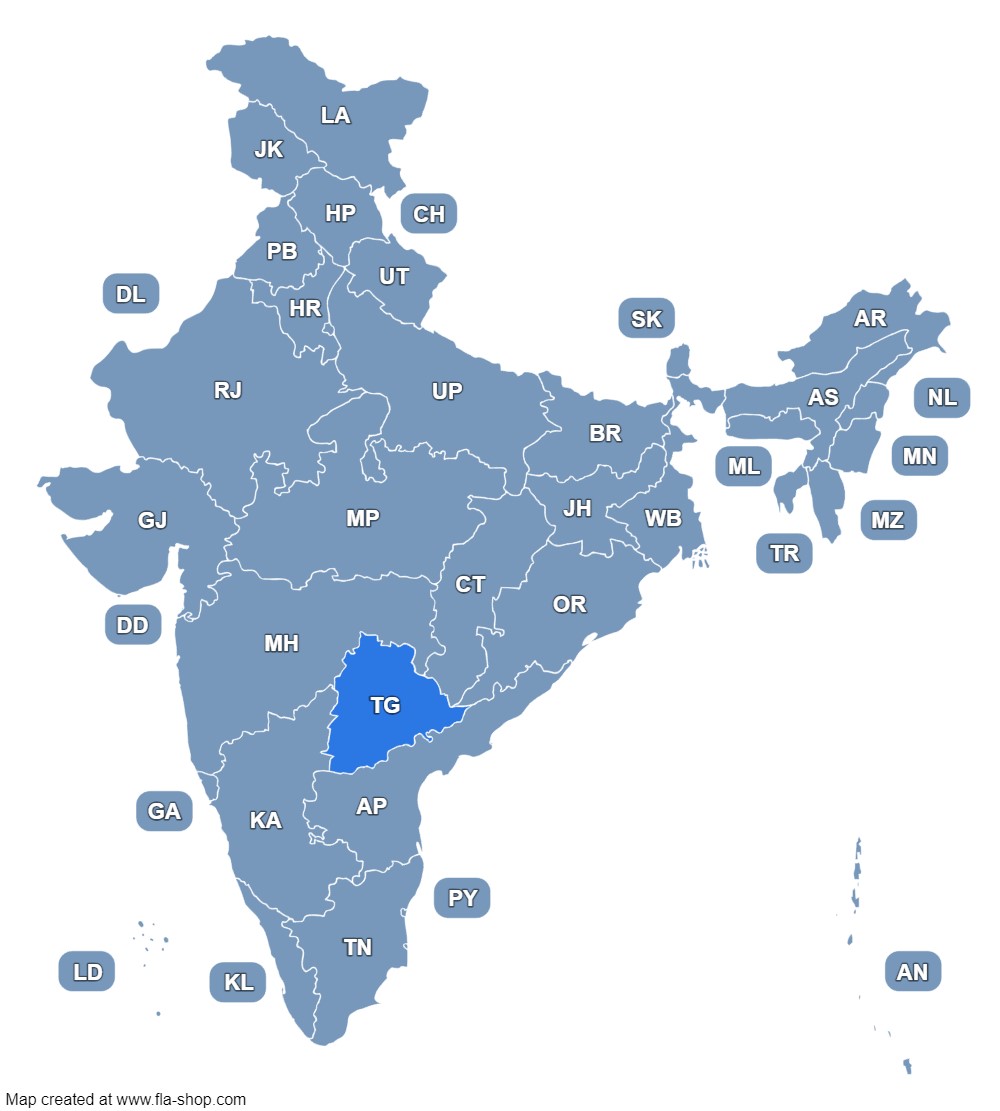 LA
JK
HP
CH
PB
UT
DL
HR
SK
AR
RJ
UP
AS
NL
BR
MN
ML
GJ
MP
JH
WB
MZ
TR
CT
OR
DD
MH
TG
GA
AP
KA
PY
TN
LD
KL
AN
Map created at www.fla-shop.com